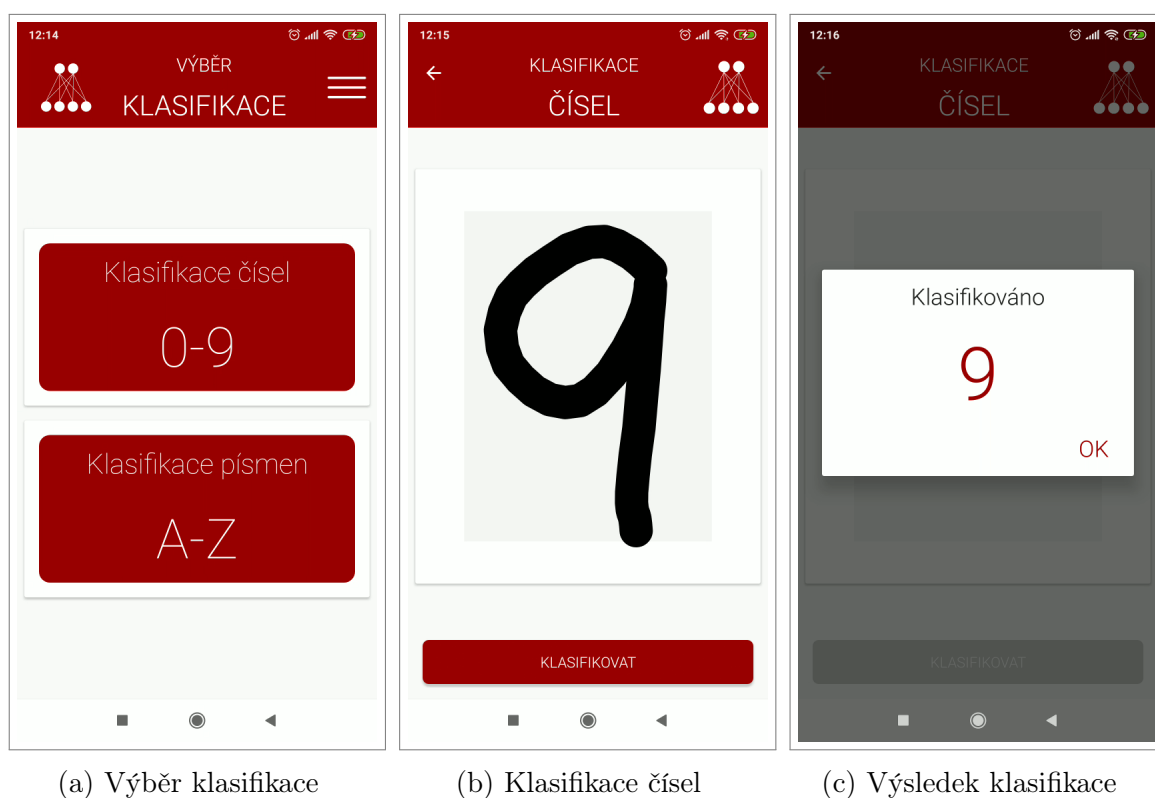 12:14
VÝBĚR
KLASIFIKACE
Klasifikace čísel
0-9
Klasifikace písmen
A-Z
(a) Výběr klasifikace
12:15
KLASIFIKACE
ČÍSEL
9
KLASIFIKOVAT
(b) Klasifikace čísel
12:16
KLASIFIKACE
ČÍSEL
Klasifikováno
9
OK
KLASIFIKOVAT
(c) Výsledek klasifikace